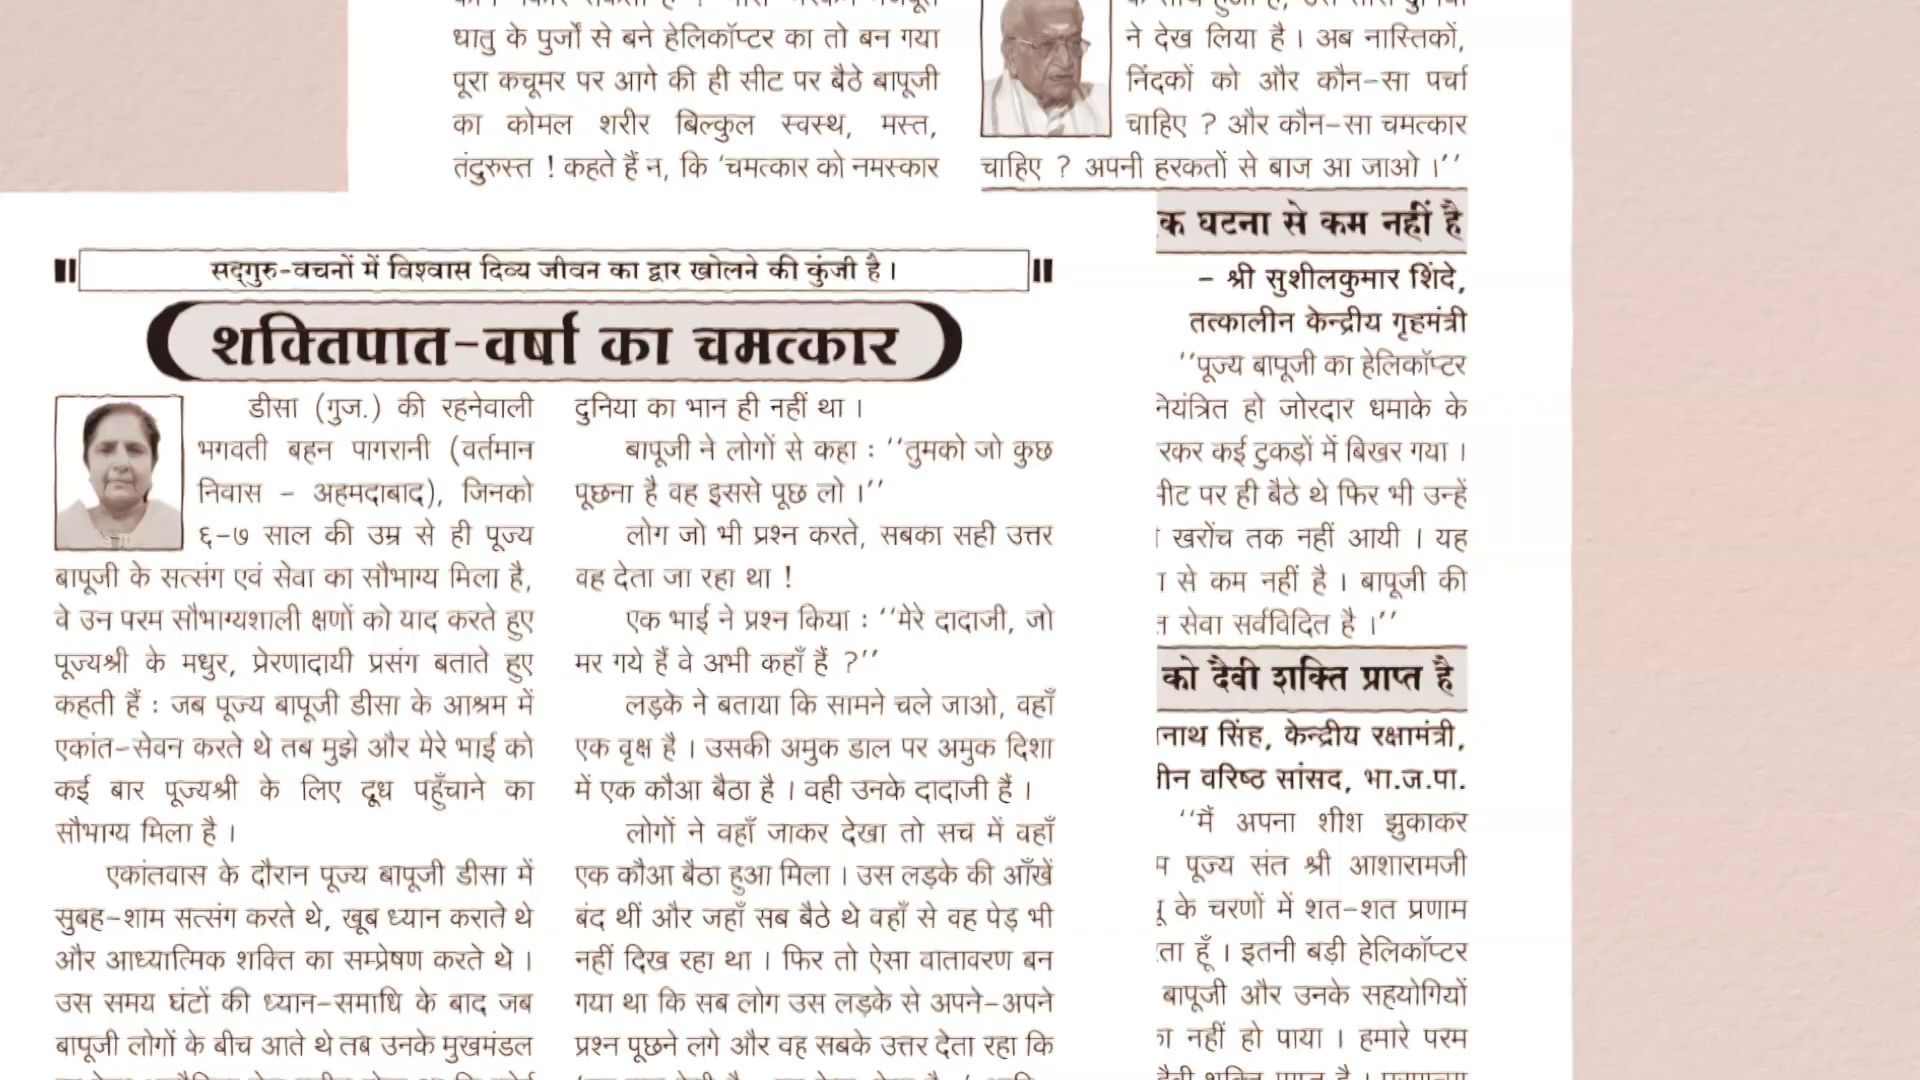 धातु के पुर्जों से बने हेलिकॉप्टर का तो बन गया
पूरा कचूमर पर आगे की ही सीट पर बैठे बापूजी
का कोमल शरीर बिल्कुल स्वस्थ, मस्त,
तंदुरुस्त ! कहते हैं न, कि ‘चमत्कार को नमस्कार
ने देख लिया है । अब नास्तिकों,
निंदकों को और कौन-सा पर्चा
चाहिए ? और कौन-सा चमत्कार
चाहिए ? अपनी हरकतों से बाज आ जाओ ।’’
सद्गुरु-वचनों में विश्वास दिव्य जीवन का द्वार खोलने की कुंजी है ।
शक्तिपात-वर्षा का चमत्कार
डीसा (गुज.) की रहनेवाली
भगवती बहन पागरानी (वर्तमान
निवास - अहमदाबाद), जिनको
६-७ साल की उम्र से ही पूज्य
बापूजी के सत्संग एवं सेवा का सौभाग्य मिला है,
वे उन परम सौभाग्यशाली क्षणों को याद करते हुए
पूज्यश्री के मधुर, प्रेरणादायी प्रसंग बताते हुए
कहती हैं : जब पूज्य बापूजी डीसा के आश्रम में
एकांत-सेवन करते थे तब मुझे और मेरे भाई को
कई बार पूज्यश्री के लिए दूध पहुँचाने का
सौभाग्य मिला है ।
एकांतवास के दौरान पूज्य बापूजी डीसा में
सुबह-शाम सत्संग करते थे, खूब ध्यान कराते थे
और आध्यात्मिक शक्ति का सम्प्रेषण करते थे ।
उस समय घंटों की ध्यान-समाधि के बाद जब
बापूजी लोगों के बीच आते थे तब उनके मुखमंडल
दुनिया का भान ही नहीं था ।
बापूजी ने लोगों से कहा : ‘‘तुमको जो कुछ
पूछना है वह इससे पूछ लो ।’’
लोग जो भी प्रश्न करते, सबका सही उत्तर
वह देता जा रहा था !
एक भाई ने प्रश्न किया : ‘‘मेरे दादाजी, जो
मर गये हैं वे अभी कहाँ हैं ?’’
लड़के ने बताया कि सामने चले जाओ, वहाँ
एक वृक्ष है । उसकी अमुक डाल पर अमुक दिशा
में एक कौआ बैठा है । वही उनके दादाजी हैं ।
लोगों ने वहाँ जाकर देखा तो सच में वहाँ
एक कौआ बैठा हुआ मिला । उस लड़के की आँखें
बंद थीं और जहाँ सब बैठे थे वहाँ से वह पेड़ भी
नहीं दिख रहा था । फिर तो ऐसा वातावरण बन
गया था कि सब लोग उस लड़के से अपने-अपने
प्रश्न पूछने लगे और वह सबके उत्तर देता रहा कि
घटना से कम नहीं है
- श्री सुशीलकुमार शिंदे,
तत्कालीन केन्द्रीय गृहमंत्री
‘‘पूज्य बापूजी का हेलिकॉप्टर
हो जोरदार धमाके के
कई टुकड़ों में बिखर गया ।
पर ही बैठे थे फिर भी उन्हें
खरोंच तक नहीं आयी । यह
से कम नहीं है । बापूजी की
सेवा सर्वविदित है ।’’
को दैवी शक्ति प्राप्त है
सिंह, केन्द्रीय रक्षामंत्री,
वरिष्ठ सांसद, भा.ज.पा.
‘‘मैं अपना शीश झुकाकर
पूज्य संत श्री आशारामजी
के चरणों में शत-शत प्रणाम
हूँ । इतनी बड़ी हेलिकॉप्टर
बापूजी और उनके सहयोगियों
नहीं हो पाया । हमारे परम